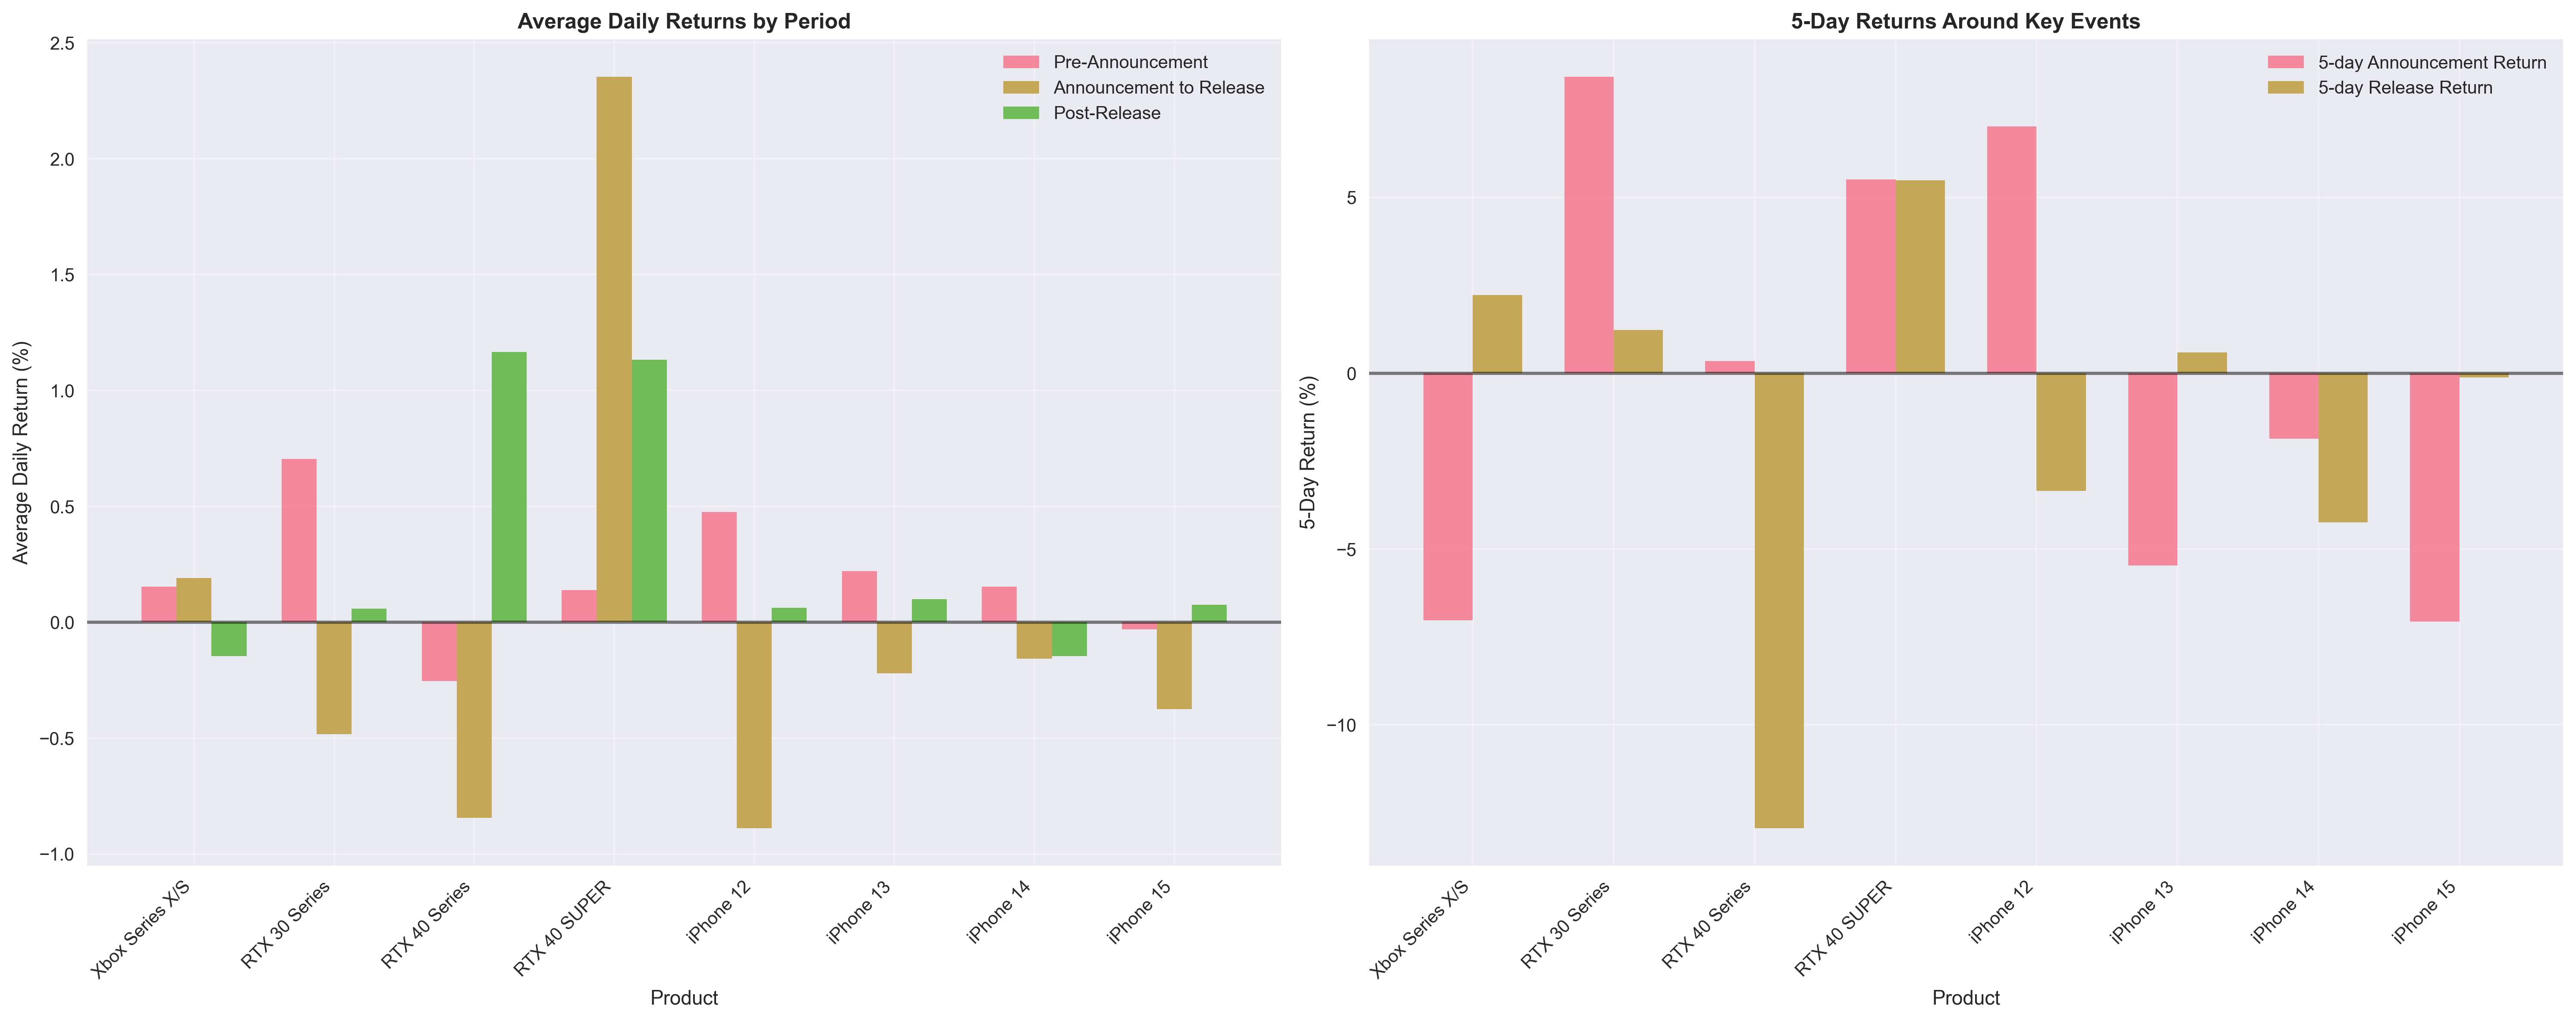 Average Daily Returns by Period
2.5
2.0
1.5
1.0
0.5
0.0
−0.5
−1.0
Average Daily Return (%)
Pre-Announcement
Announcement to Release
Post-Release
Xbox Series X/S
RTX 30 Series
RTX 40 Series
RTX 40 SUPER
iPhone 12
iPhone 13
iPhone 14
iPhone 15
Product
5-Day Returns Around Key Events
5
0
−5
−10
5-Day Return (%)
5-day Announcement Return
5-day Release Return
Xbox Series X/S
RTX 30 Series
RTX 40 Series
RTX 40 SUPER
iPhone 12
iPhone 13
iPhone 14
iPhone 15
Product